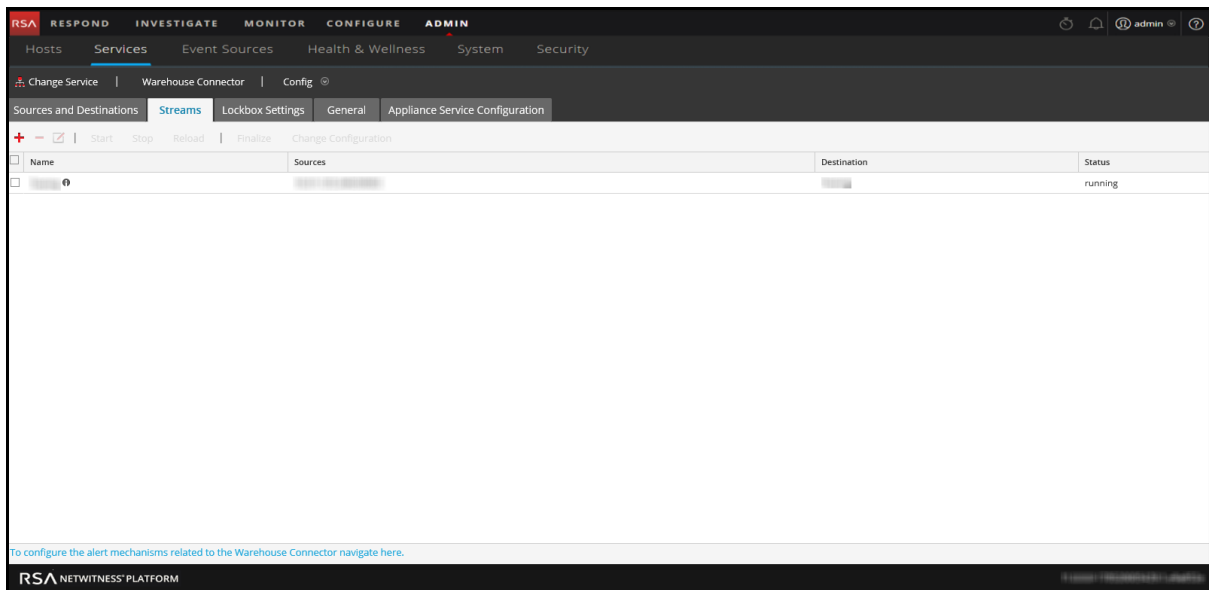 RSA RESPOND INVESTIGATE MONITOR CONFIGURE ADMIN admin ?
Hosts Services Event Sources Health & Wellness System Security
Change Service | Warehouse Connector | Config
Sources and Destinations Streams Lockbox Settings General Appliance Service Configuration
Start Stop Reload | Finalize Change Configuration
Name Sources Destination Status
running
To configure the alert mechanisms related to the Warehouse Connector navigate here.
RSA NETWITNESS® PLATFORM